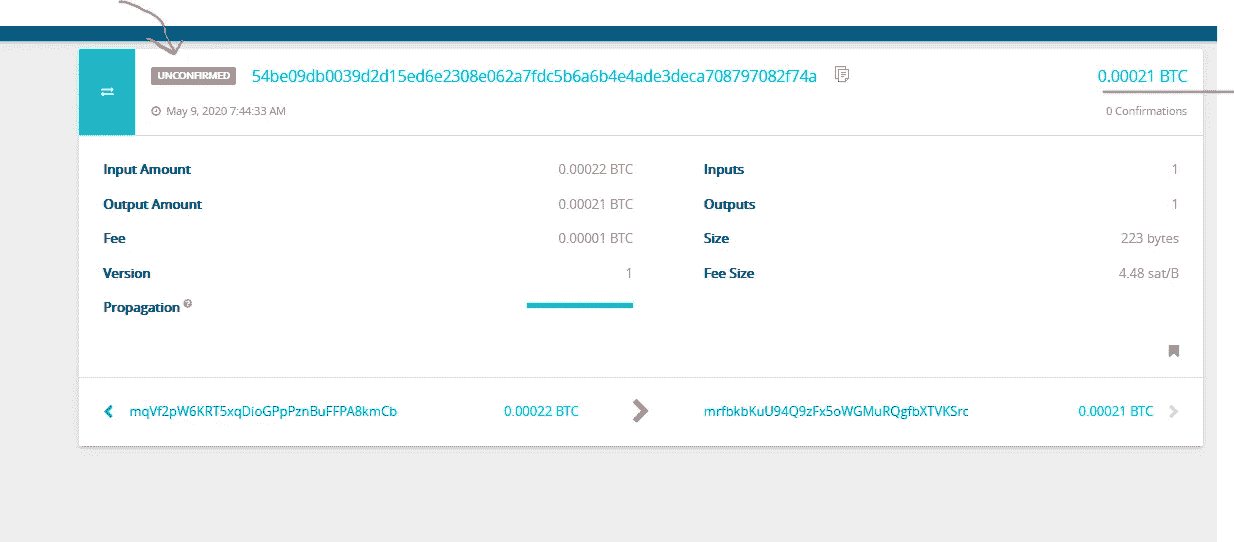 UNCONFIRMED 54be09db0039d2d15ed6e2308e062a7fdc5b6a6b4e4ade3deca708797082f74a 0.00021 BTC
May 9, 2020 7:44:33 AM 0 Confirmations
Input Amount 0.00022 BTC Inputs 1
Output Amount 0.00021 BTC Outputs 1
Fee 0.00001 BTC Size 223 bytes
Version 1 Fee Size 4.48 sat/B
Propagation ?
mqVf2pW6KRT5xqDioGPpPznBuFFPA8kmCb 0.00022 BTC mrfbkbKuU94Q9zFx5oWGMuRQgfbXTVKSrc 0.00021 BTC